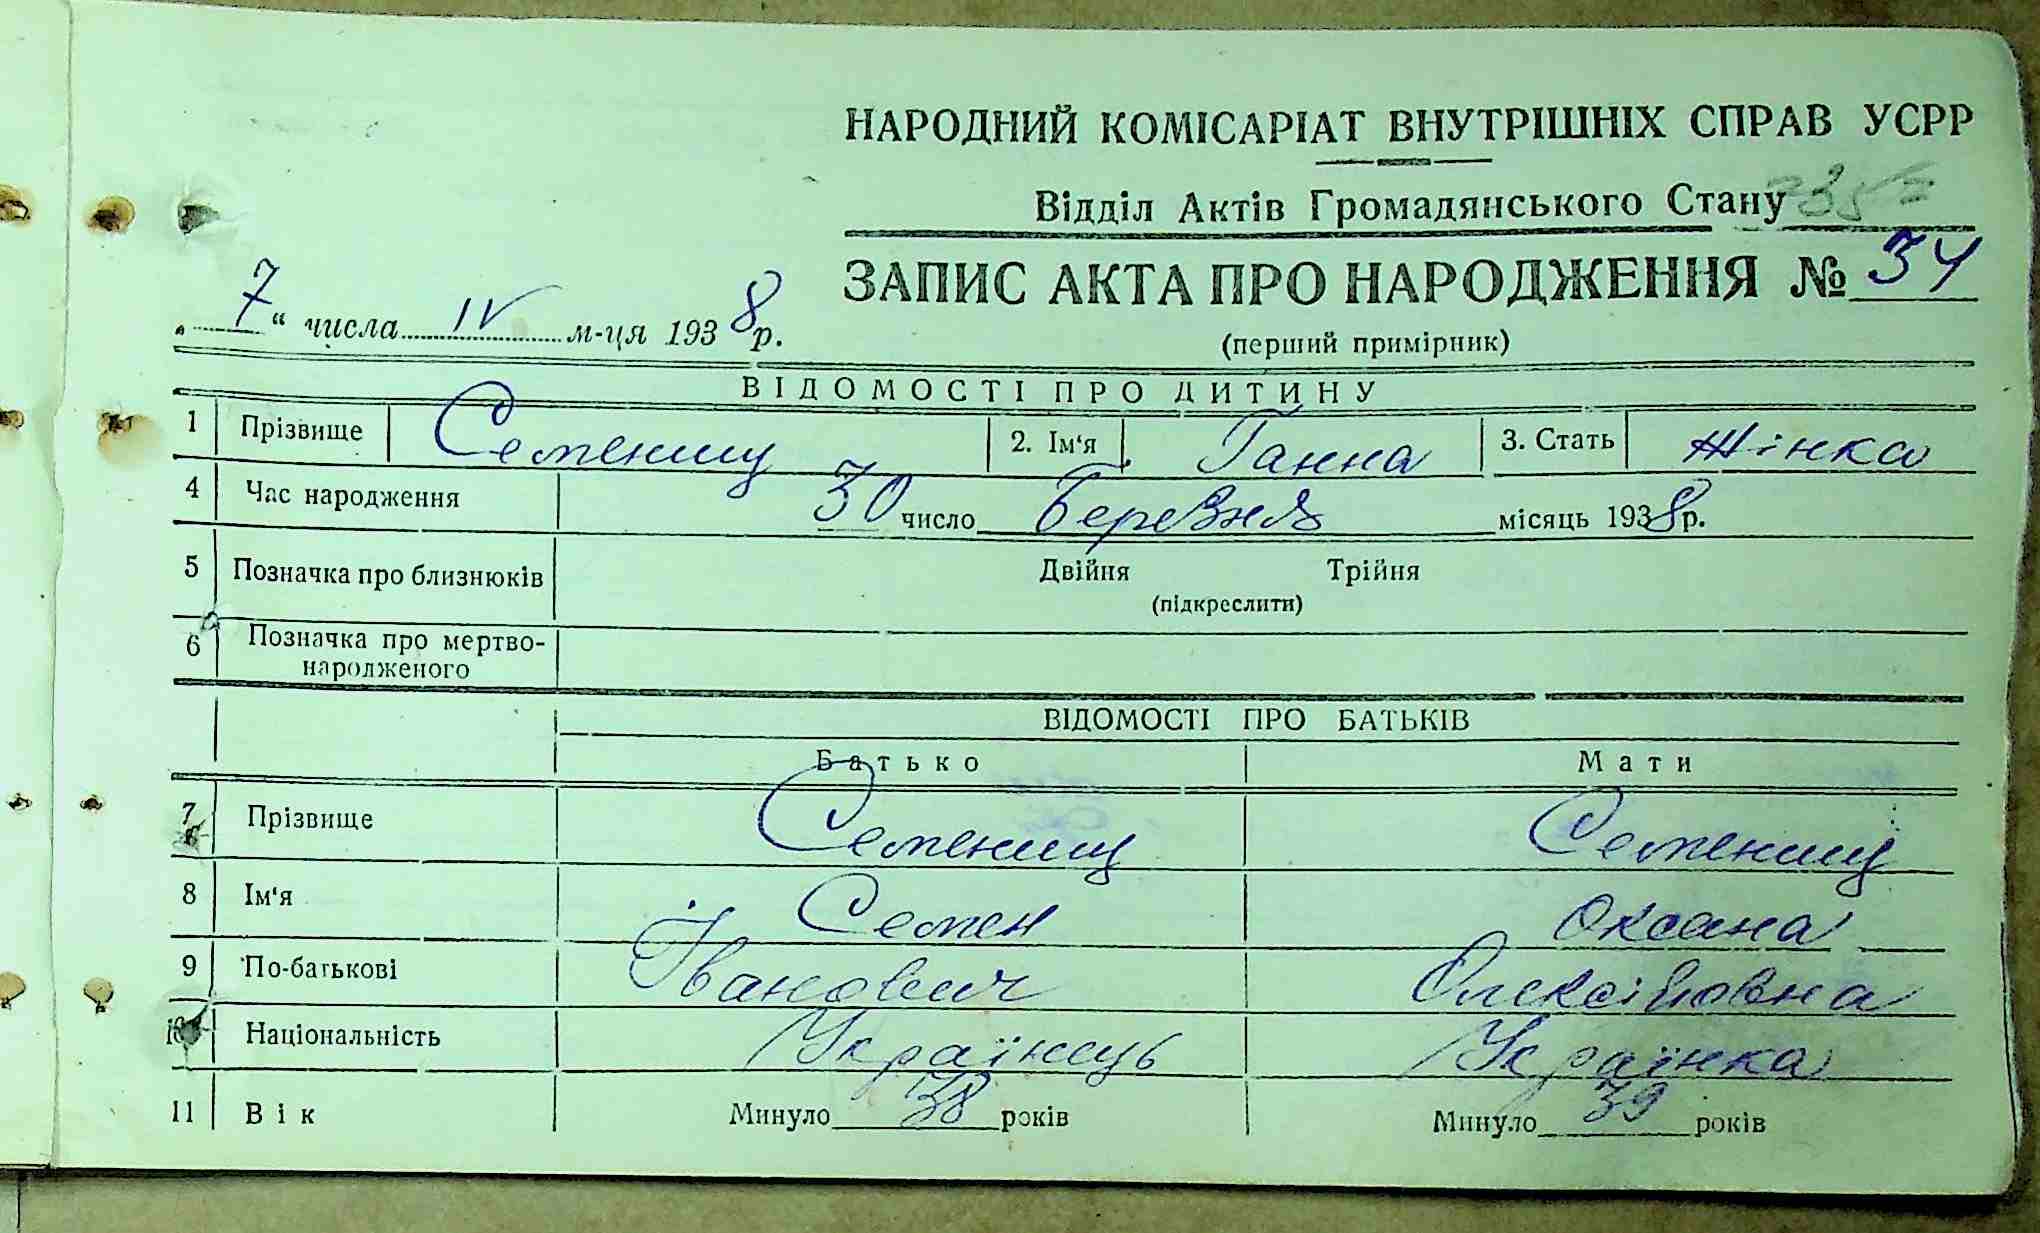 НАРОДНИЙ КОМІСАРІАТ ВНУТРІШНІХ СПРАВ УСРР
Відділ Актів Громадянського Стану
ЗАПИС АКТА ПРО НАРОДЖЕННЯ № 34
„7“ числа IV м-ця 1938 р.
(перший примірник)
ВІДОМОСТІ ПРО ДИТИНУ
1 Прізвище Семенищ 2. Ім‘я Ганна 3. Стать Жінка
4 Час народження 30 число Березня місяць 1938 р.
5 Позначка про близнюків Двійня Трійня
(підкреслити)
6 Позначка про мертво-
народженого
ВІДОМОСТІ ПРО БАТЬКІВ
Батько Мати
7 Прізвище Семенищ Семенищ
8 Ім‘я Семен Оксана
9 По-батькові Іванович Олексіївна
10 Національність Українець Українка
11 Вік Минуло 38 років Минуло 39 років